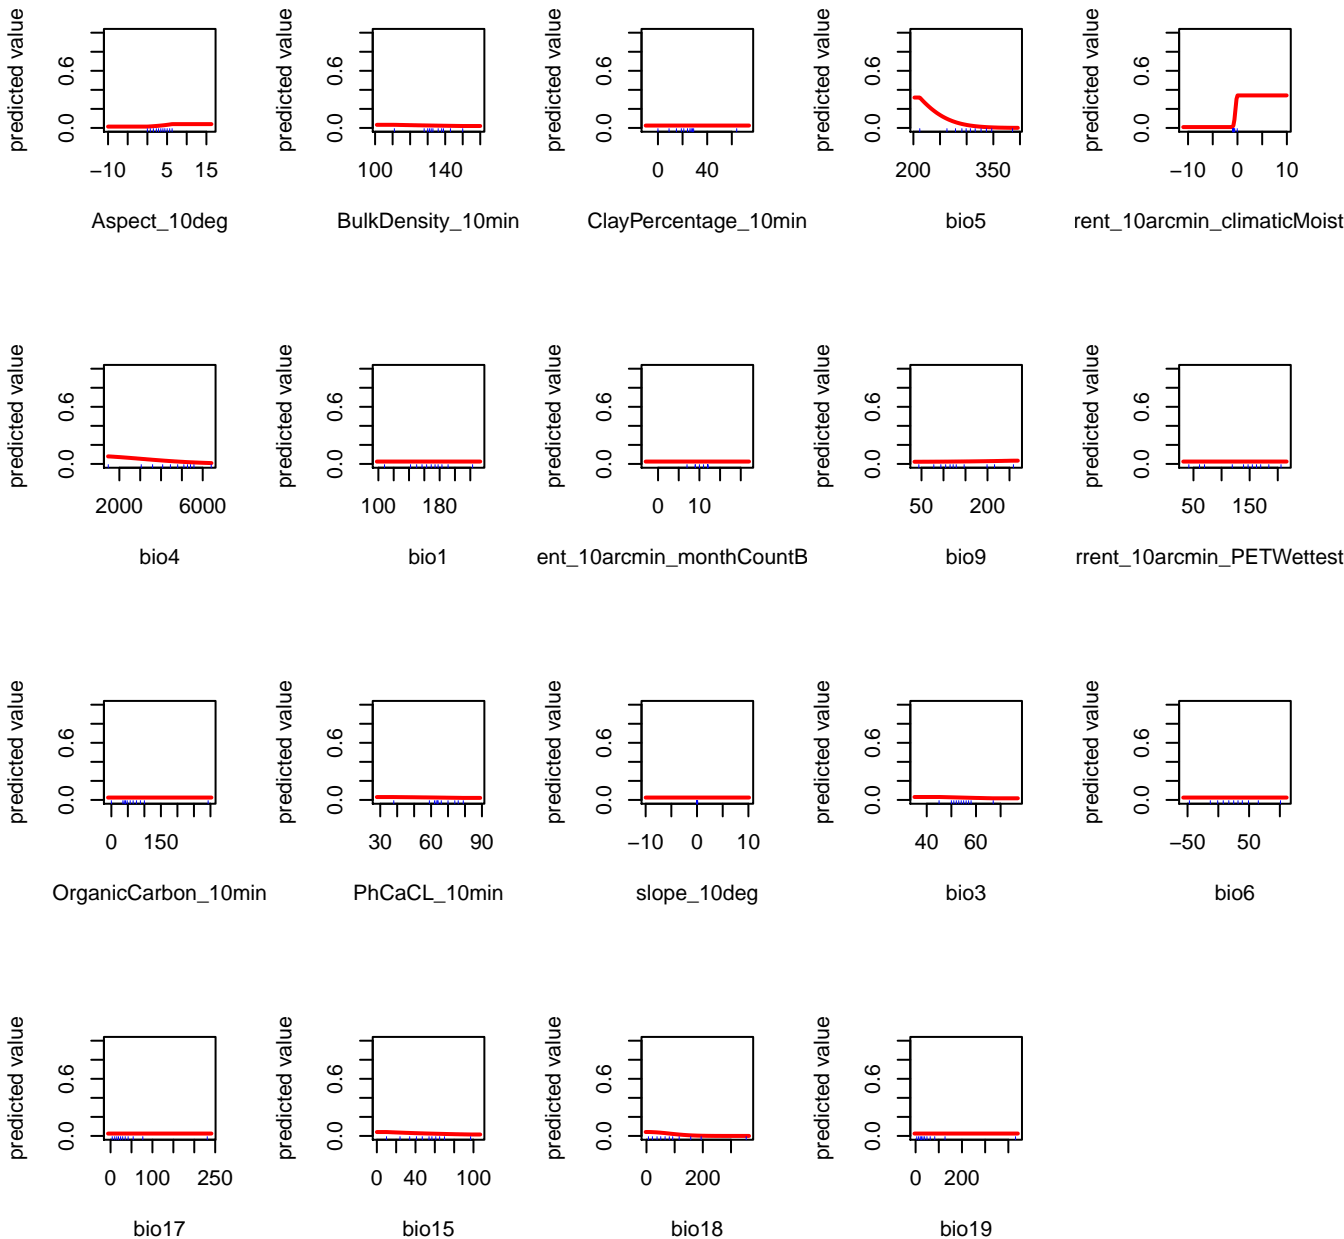 predicted value
0.0 0.6
−10 5 15
Aspect_10deg
predicted value
0.0 0.6
100 140
BulkDensity_10min
predicted value
0.0 0.6
0 40
ClayPercentage_10min
predicted value
0.0 0.6
200 350
bio5
predicted value
0.0 0.6
−10 0 10
rent_10arcmin_climaticMoist
predicted value
0.0 0.6
2000 6000
bio4
predicted value
0.0 0.6
100 180
bio1
predicted value
0.0 0.6
0 10
ent_10arcmin_monthCountB
predicted value
0.0 0.6
50 200
bio9
predicted value
0.0 0.6
50 150
rrent_10arcmin_PETWettest
predicted value
0.0 0.6
0 150
OrganicCarbon_10min
predicted value
0.0 0.6
30 60 90
PhCaCL_10min
predicted value
0.0 0.6
−10 0 10
slope_10deg
predicted value
0.0 0.6
40 60
bio3
predicted value
0.0 0.6
−50 50
bio6
predicted value
0.0 0.6
0 100 250
bio17
predicted value
0.0 0.6
0 40 100
bio15
predicted value
0.0 0.6
0 200
bio18
predicted value
0.0 0.6
0 200
bio19